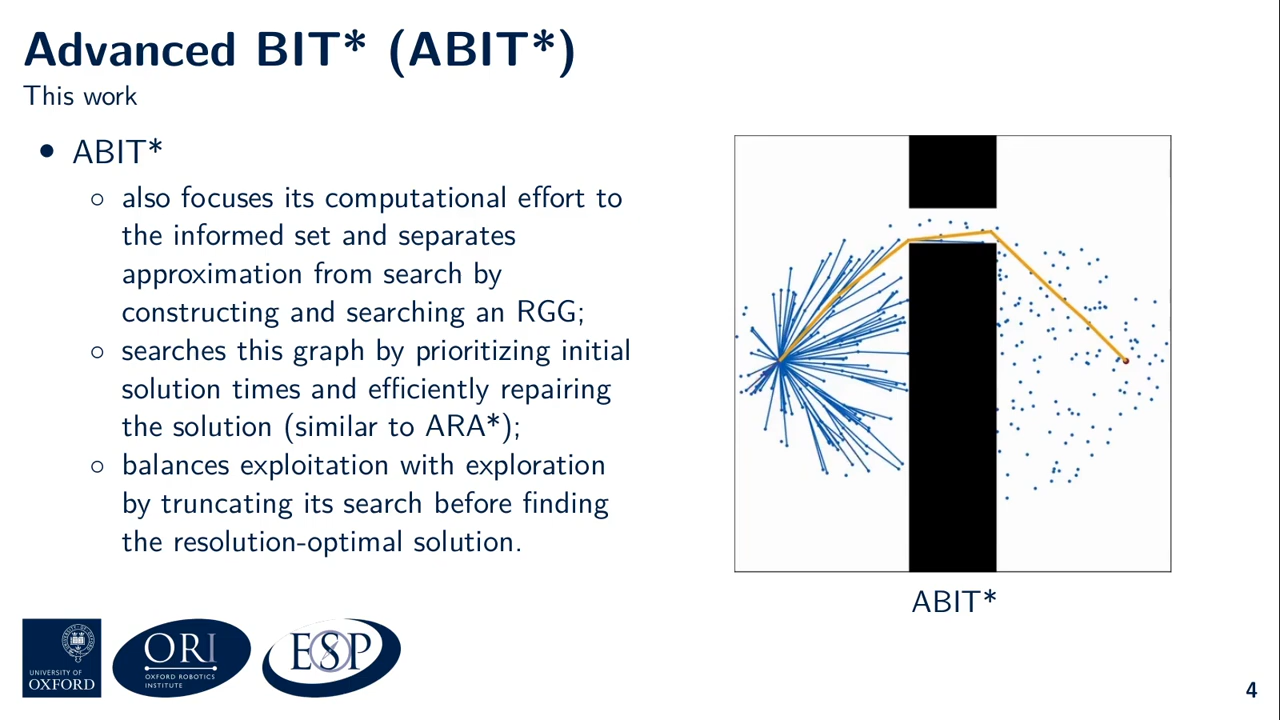 Advanced BIT* (ABIT*)
This work
• ABIT*
◦ also focuses its computational effort to
the informed set and separates
approximation from search by
constructing and searching an RGG;
◦ searches this graph by prioritizing initial
solution times and efficiently repairing
the solution (similar to ARA*);
◦ balances exploitation with exploration
by truncating its search before finding
the resolution-optimal solution.
ABIT*
UNIVERSITY OF
OXFORD
ORI
OXFORD ROBOTICS
INSTITUTE
ESP
4